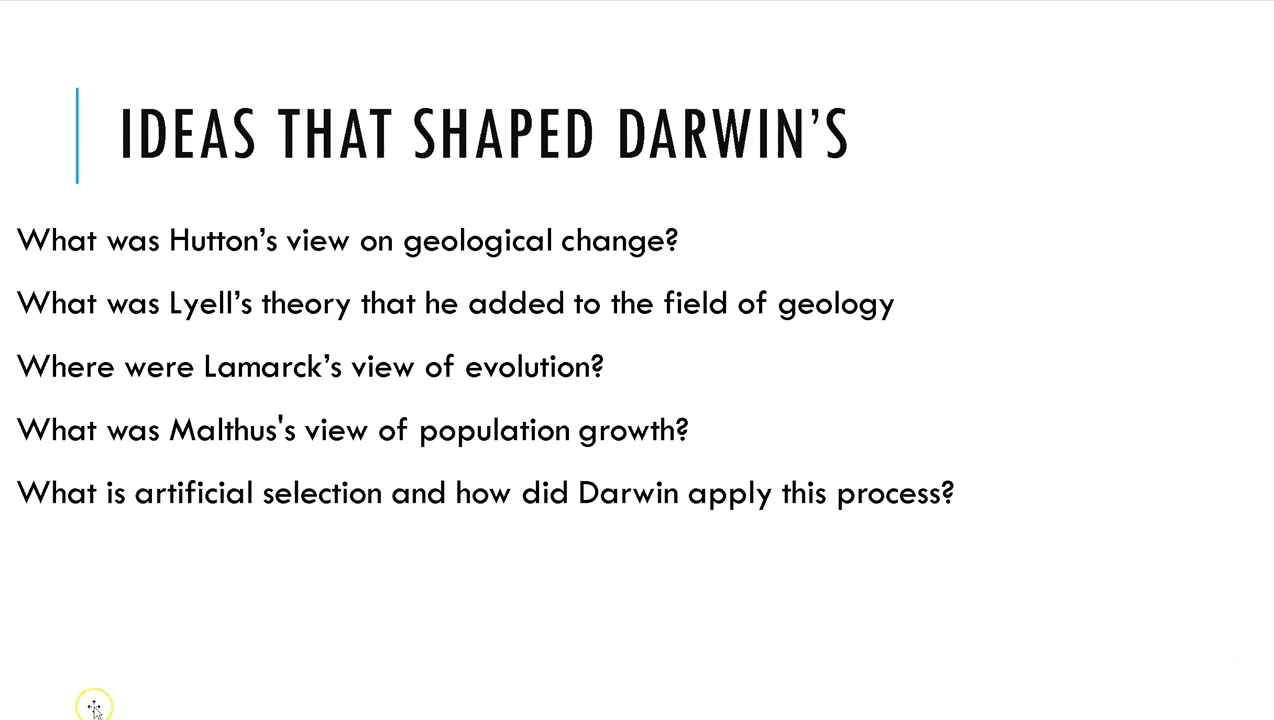 IDEAS THAT SHAPED DARWIN’S
What was Hutton’s view on geological change?
What was Lyell’s theory that he added to the field of geology
Where were Lamarck’s view of evolution?
What was Malthus's view of population growth?
What is artificial selection and how did Darwin apply this process?